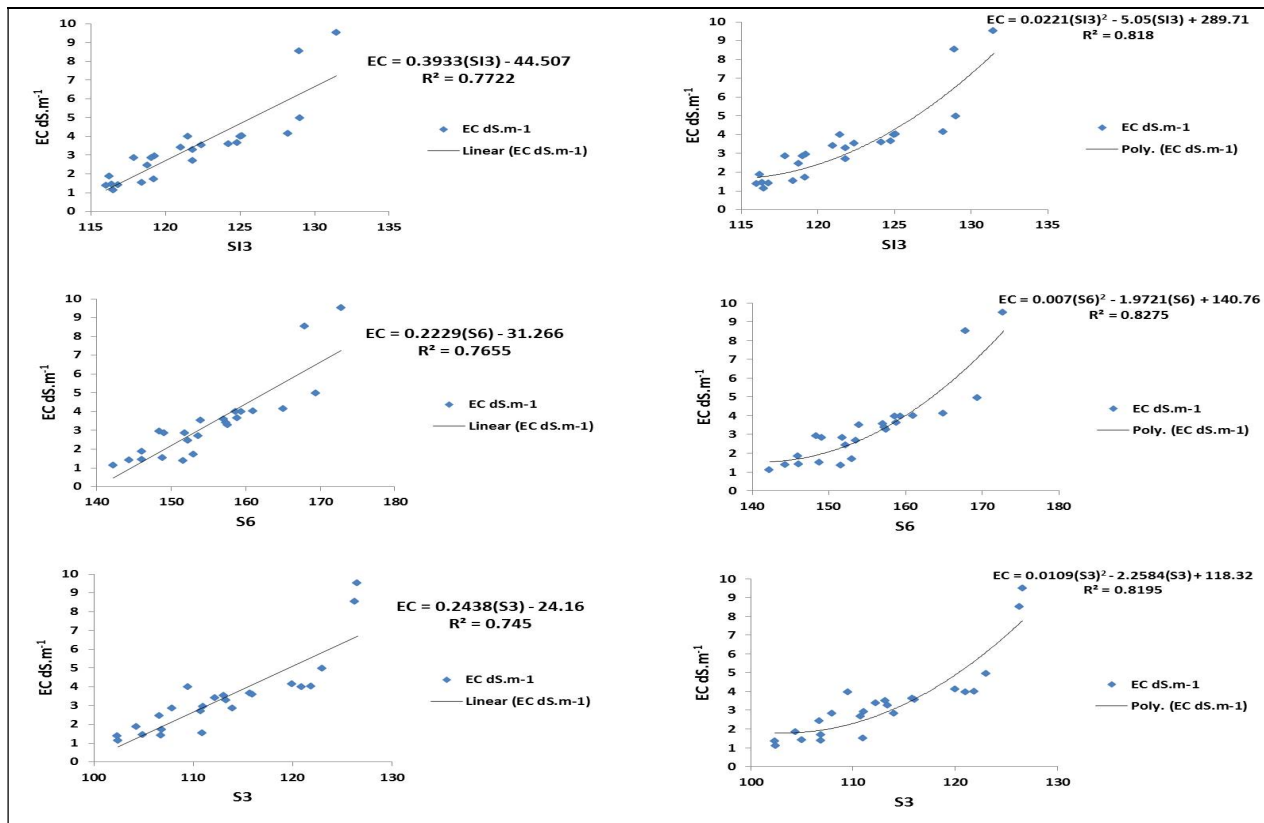 EC dS.m-1
10
9
8
7
6
5
4
3
2
1
0
EC = 0.3933(SI3) - 44.507
R² = 0.7722
EC dS.m-1
Linear (EC dS.m-1)
115 120 125 130 135
SI3
EC dS.m-1
10
9
8
7
6
5
4
3
2
1
0
EC = 0.0221(SI3)² - 5.05(SI3) + 289.71
R² = 0.818
EC dS.m-1
Poly. (EC dS.m-1)
115 120 125 130 135
SI3
EC dS.m-1
10
9
8
7
6
5
4
3
2
1
0
EC = 0.2229(S6) - 31.266
R² = 0.7655
EC dS.m-1
Linear (EC dS.m-1)
140 150 160 170 180
S6
EC dS.m-1
10
9
8
7
6
5
4
3
2
1
0
EC = 0.007(S6)² - 1.9721(S6) + 140.76
R² = 0.8275
EC dS.m-1
Poly. (EC dS.m-1)
140 150 160 170 180
S6
EC dS.m-1
10
9
8
7
6
5
4
3
2
1
0
EC = 0.2438(S3) - 24.16
R² = 0.745
EC dS.m-1
Linear (EC dS.m-1)
100 110 120 130
S3
EC dS.m-1
10
9
8
7
6
5
4
3
2
1
0
EC = 0.0109(S3)² - 2.2584(S3) + 118.32
R² = 0.8195
EC dS.m-1
Poly. (EC dS.m-1)
100 110 120 130
S3